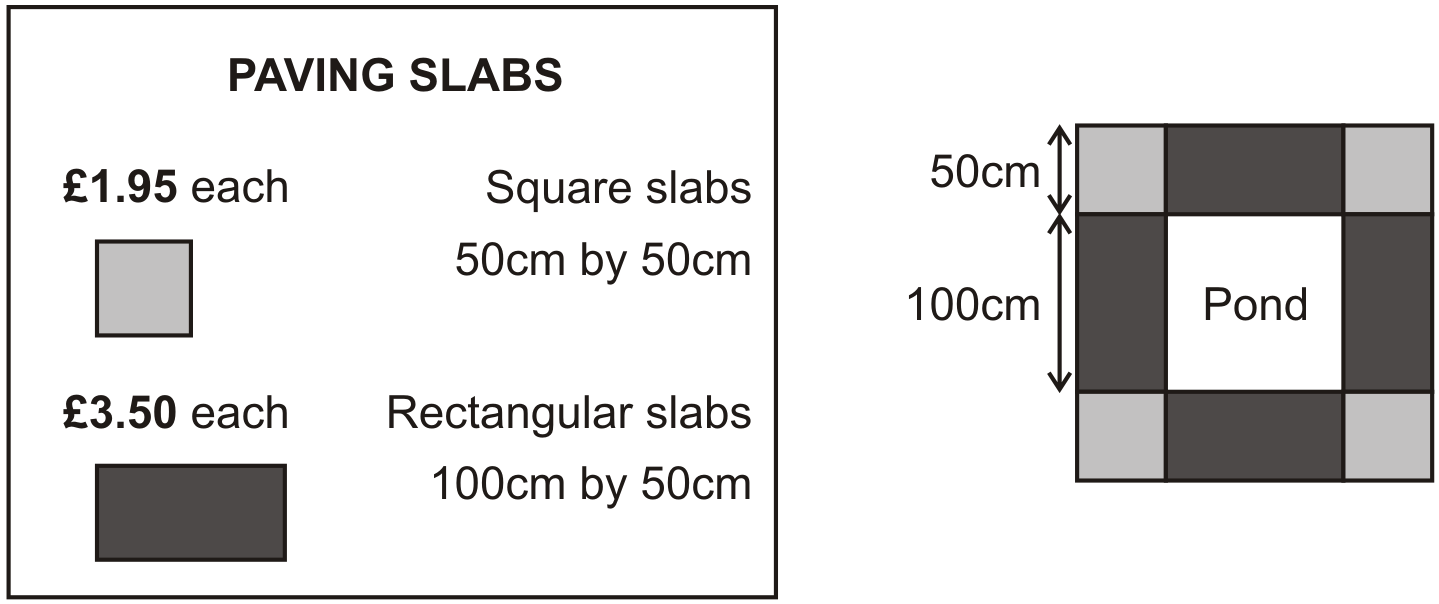 PAVING SLABS
£1.95 each
Square slabs
50cm by 50cm
£3.50 each
Rectangular slabs
100cm by 50cm
50cm
100cm
Pond